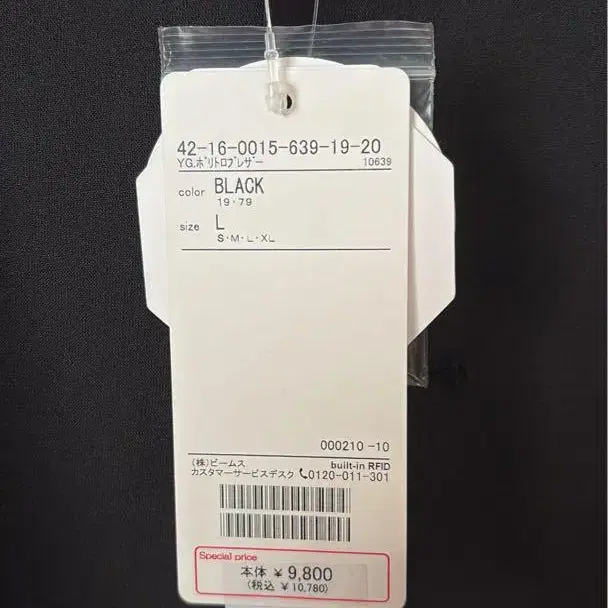 42-16-0015-639-19-20
YG.ﾎﾟﾘﾄﾛﾌﾞﾚｻﾞｰ 10639
color BLACK
19・79
size L
S・M・L・XL
000210 -10
(株)ビームス built-in RFID
カスタマーサービスデスク 📞0120-011-301
Special price
本体 ¥ 9,800
(税込 ¥ 10,780)